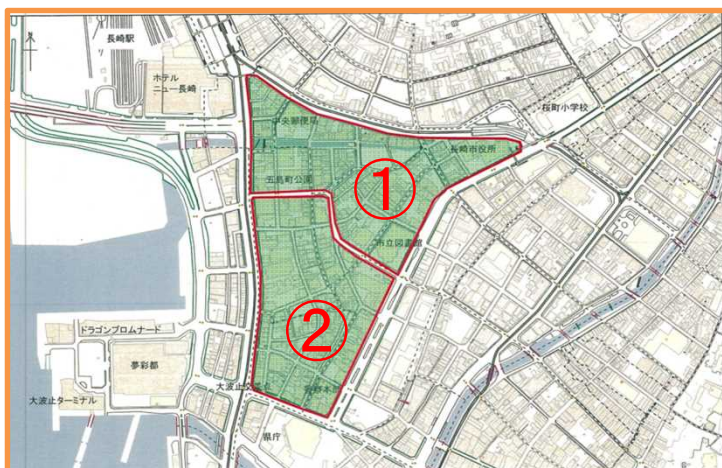 長崎駅
ホテル
ニュー長崎
桜町小学校
中央郵便局
長崎市役所
五島町公園
①
市立図書館
②
ドラゴンプロムナード
夢彩都
大波止ターミナル
県庁